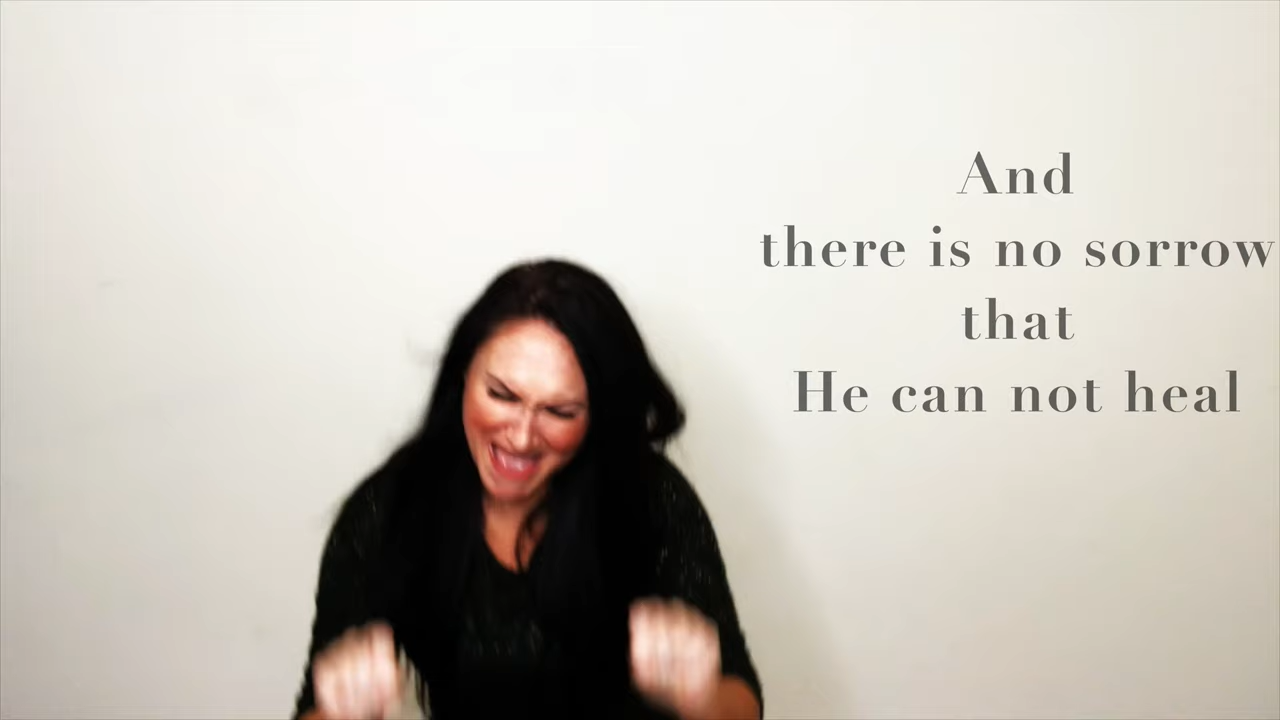 And
there is no sorrow
that
He can not heal